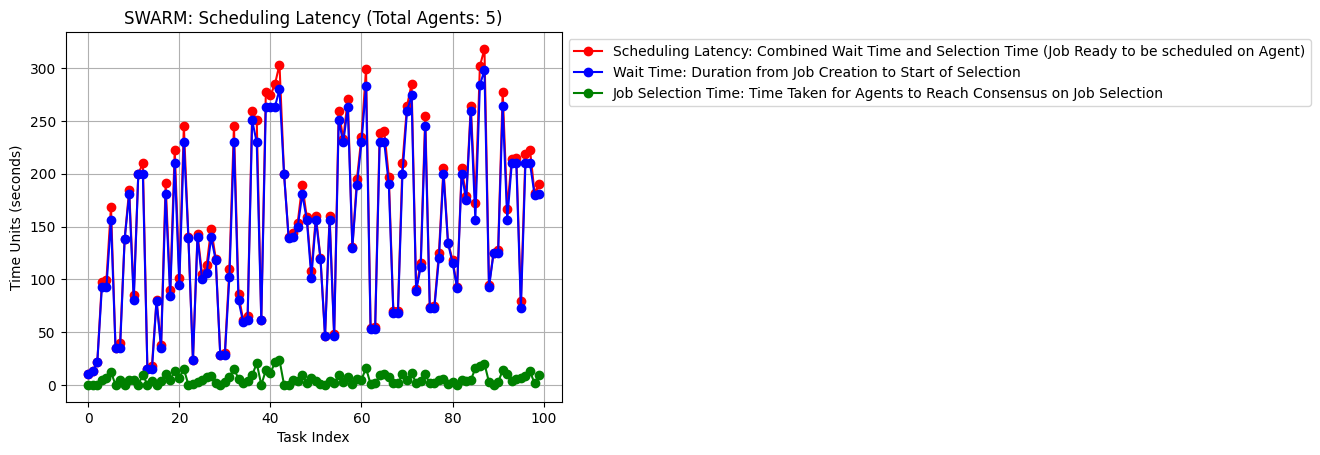 SWARM: Scheduling Latency (Total Agents: 5)
Scheduling Latency: Combined Wait Time and Selection Time (Job Ready to be scheduled on Agent)
Wait Time: Duration from Job Creation to Start of Selection
Job Selection Time: Time Taken for Agents to Reach Consensus on Job Selection
Time Units (seconds)
300
250
200
150
100
50
0
0 20 40 60 80 100
Task Index